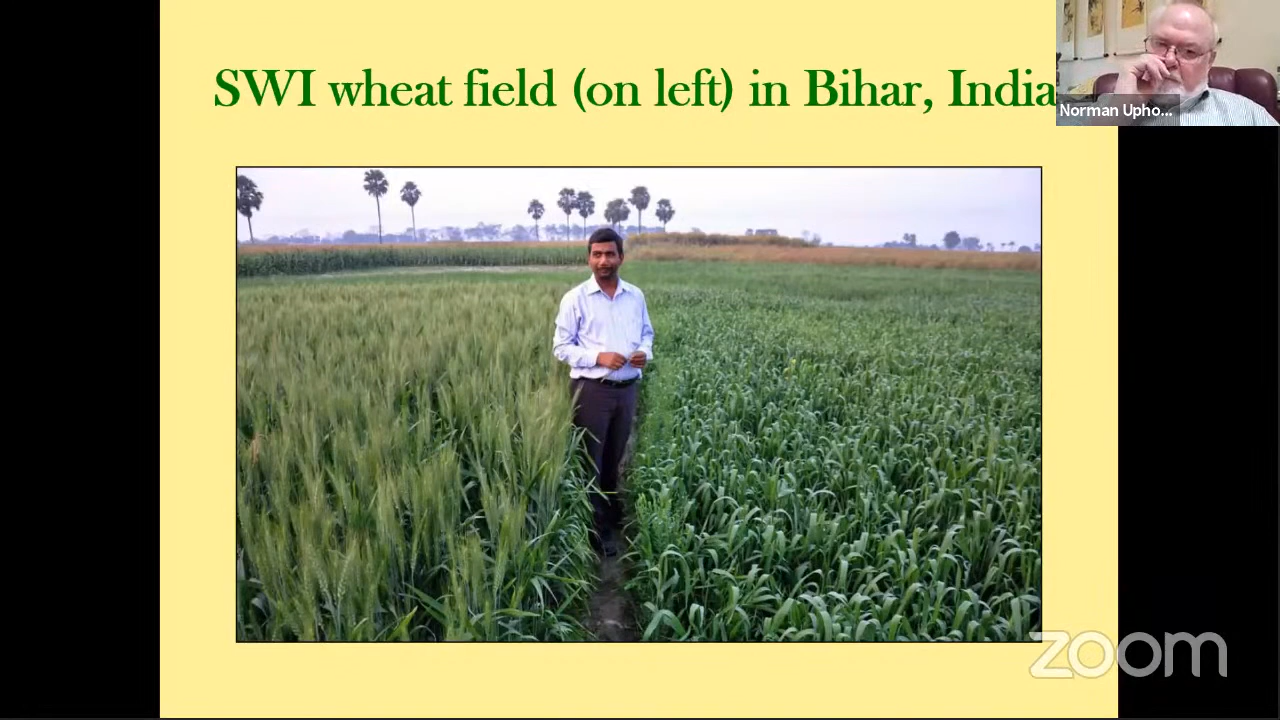 SWI wheat field (on left) in Bihar, India
Norman Upho...
zoom